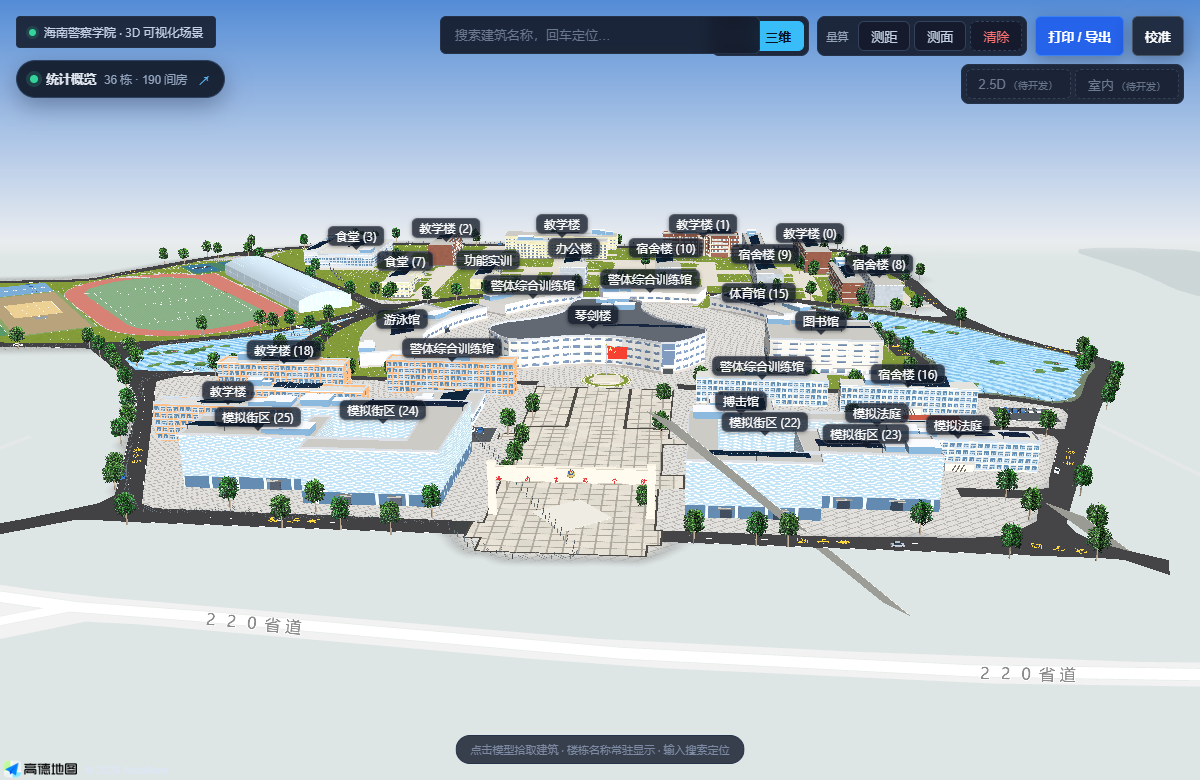 海南警察学院 · 3D 可视化场景
搜索建筑名称，回车定位... 三维
量算 测距 测面 清除
打印 / 导出
校准
统计概览 36 栋 · 190 间房 ↗
2.5D（待开发） 室内（待开发）
食堂 (3)
教学楼 (2)
教学楼
教学楼 (1)
教学楼 (0)
食堂 (7)
功能实训
办公楼
宿舍楼 (10)
宿舍楼 (9)
宿舍楼 (8)
警体综合训练馆
警体综合训练馆
体育馆 (15)
游泳馆
琴剑楼
图书馆
教学楼 (18)
警体综合训练馆
警体综合训练馆
宿舍楼 (16)
教学楼
模拟街区 (25)
模拟街区 (24)
搏击馆
模拟街区 (22)
模拟法庭
模拟街区 (23)
模拟法庭
220省道
220省道
点击模型拾取建筑 · 楼栋名称常驻显示 · 输入搜索定位
高德地图